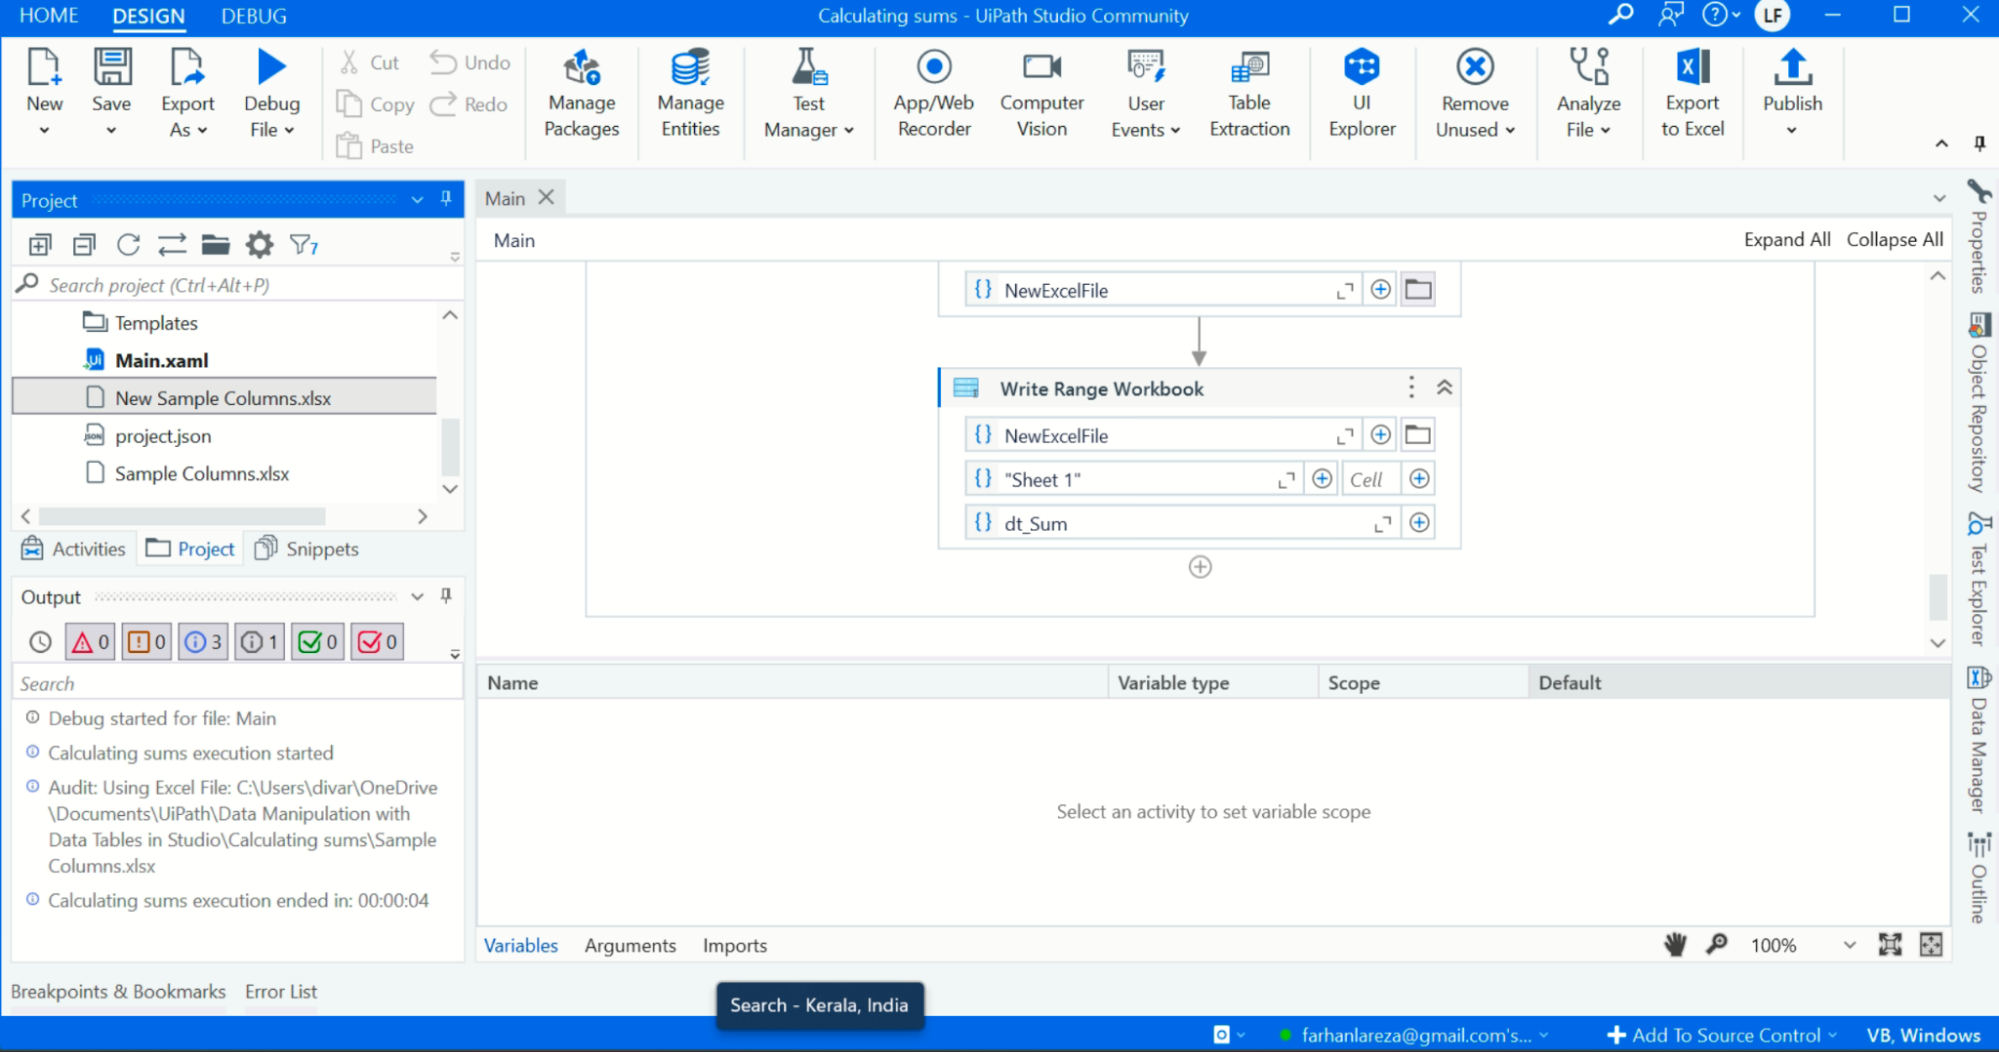 HOME DESIGN DEBUG
Calculating sums - UiPath Studio Community
LF
New
Save
Export
As
Debug
File
Cut
Copy
Paste
Undo
Redo
Manage
Packages
Manage
Entities
Test
Manager
App/Web
Recorder
Computer
Vision
User
Events
Table
Extraction
UI
Explorer
Remove
Unused
Analyze
File
Export
to Excel
Publish
Project
7
Search project (Ctrl+Alt+P)
Templates
Main.xaml
New Sample Columns.xlsx
project.json
Sample Columns.xlsx
Activities Project Snippets
Output
0 0 3 1 0 0
Search
Debug started for file: Main
Calculating sums execution started
Audit: Using Excel File: C:\Users\divar\OneDrive
\Documents\UiPath\Data Manipulation with
Data Tables in Studio\Calculating sums\Sample
Columns.xlsx
Calculating sums execution ended in: 00:00:04
Breakpoints & Bookmarks Error List
Main
Main
Expand All Collapse All
NewExcelFile
Write Range Workbook
NewExcelFile
"Sheet 1" Cell
dt_Sum
Name Variable type Scope Default
Select an activity to set variable scope
Variables Arguments Imports
100%
Properties
Object Repository
Test Explorer
Data Manager
Outline
Search - Kerala, India
farhanlareza@gmail.com's...
Add To Source Control
VB, Windows